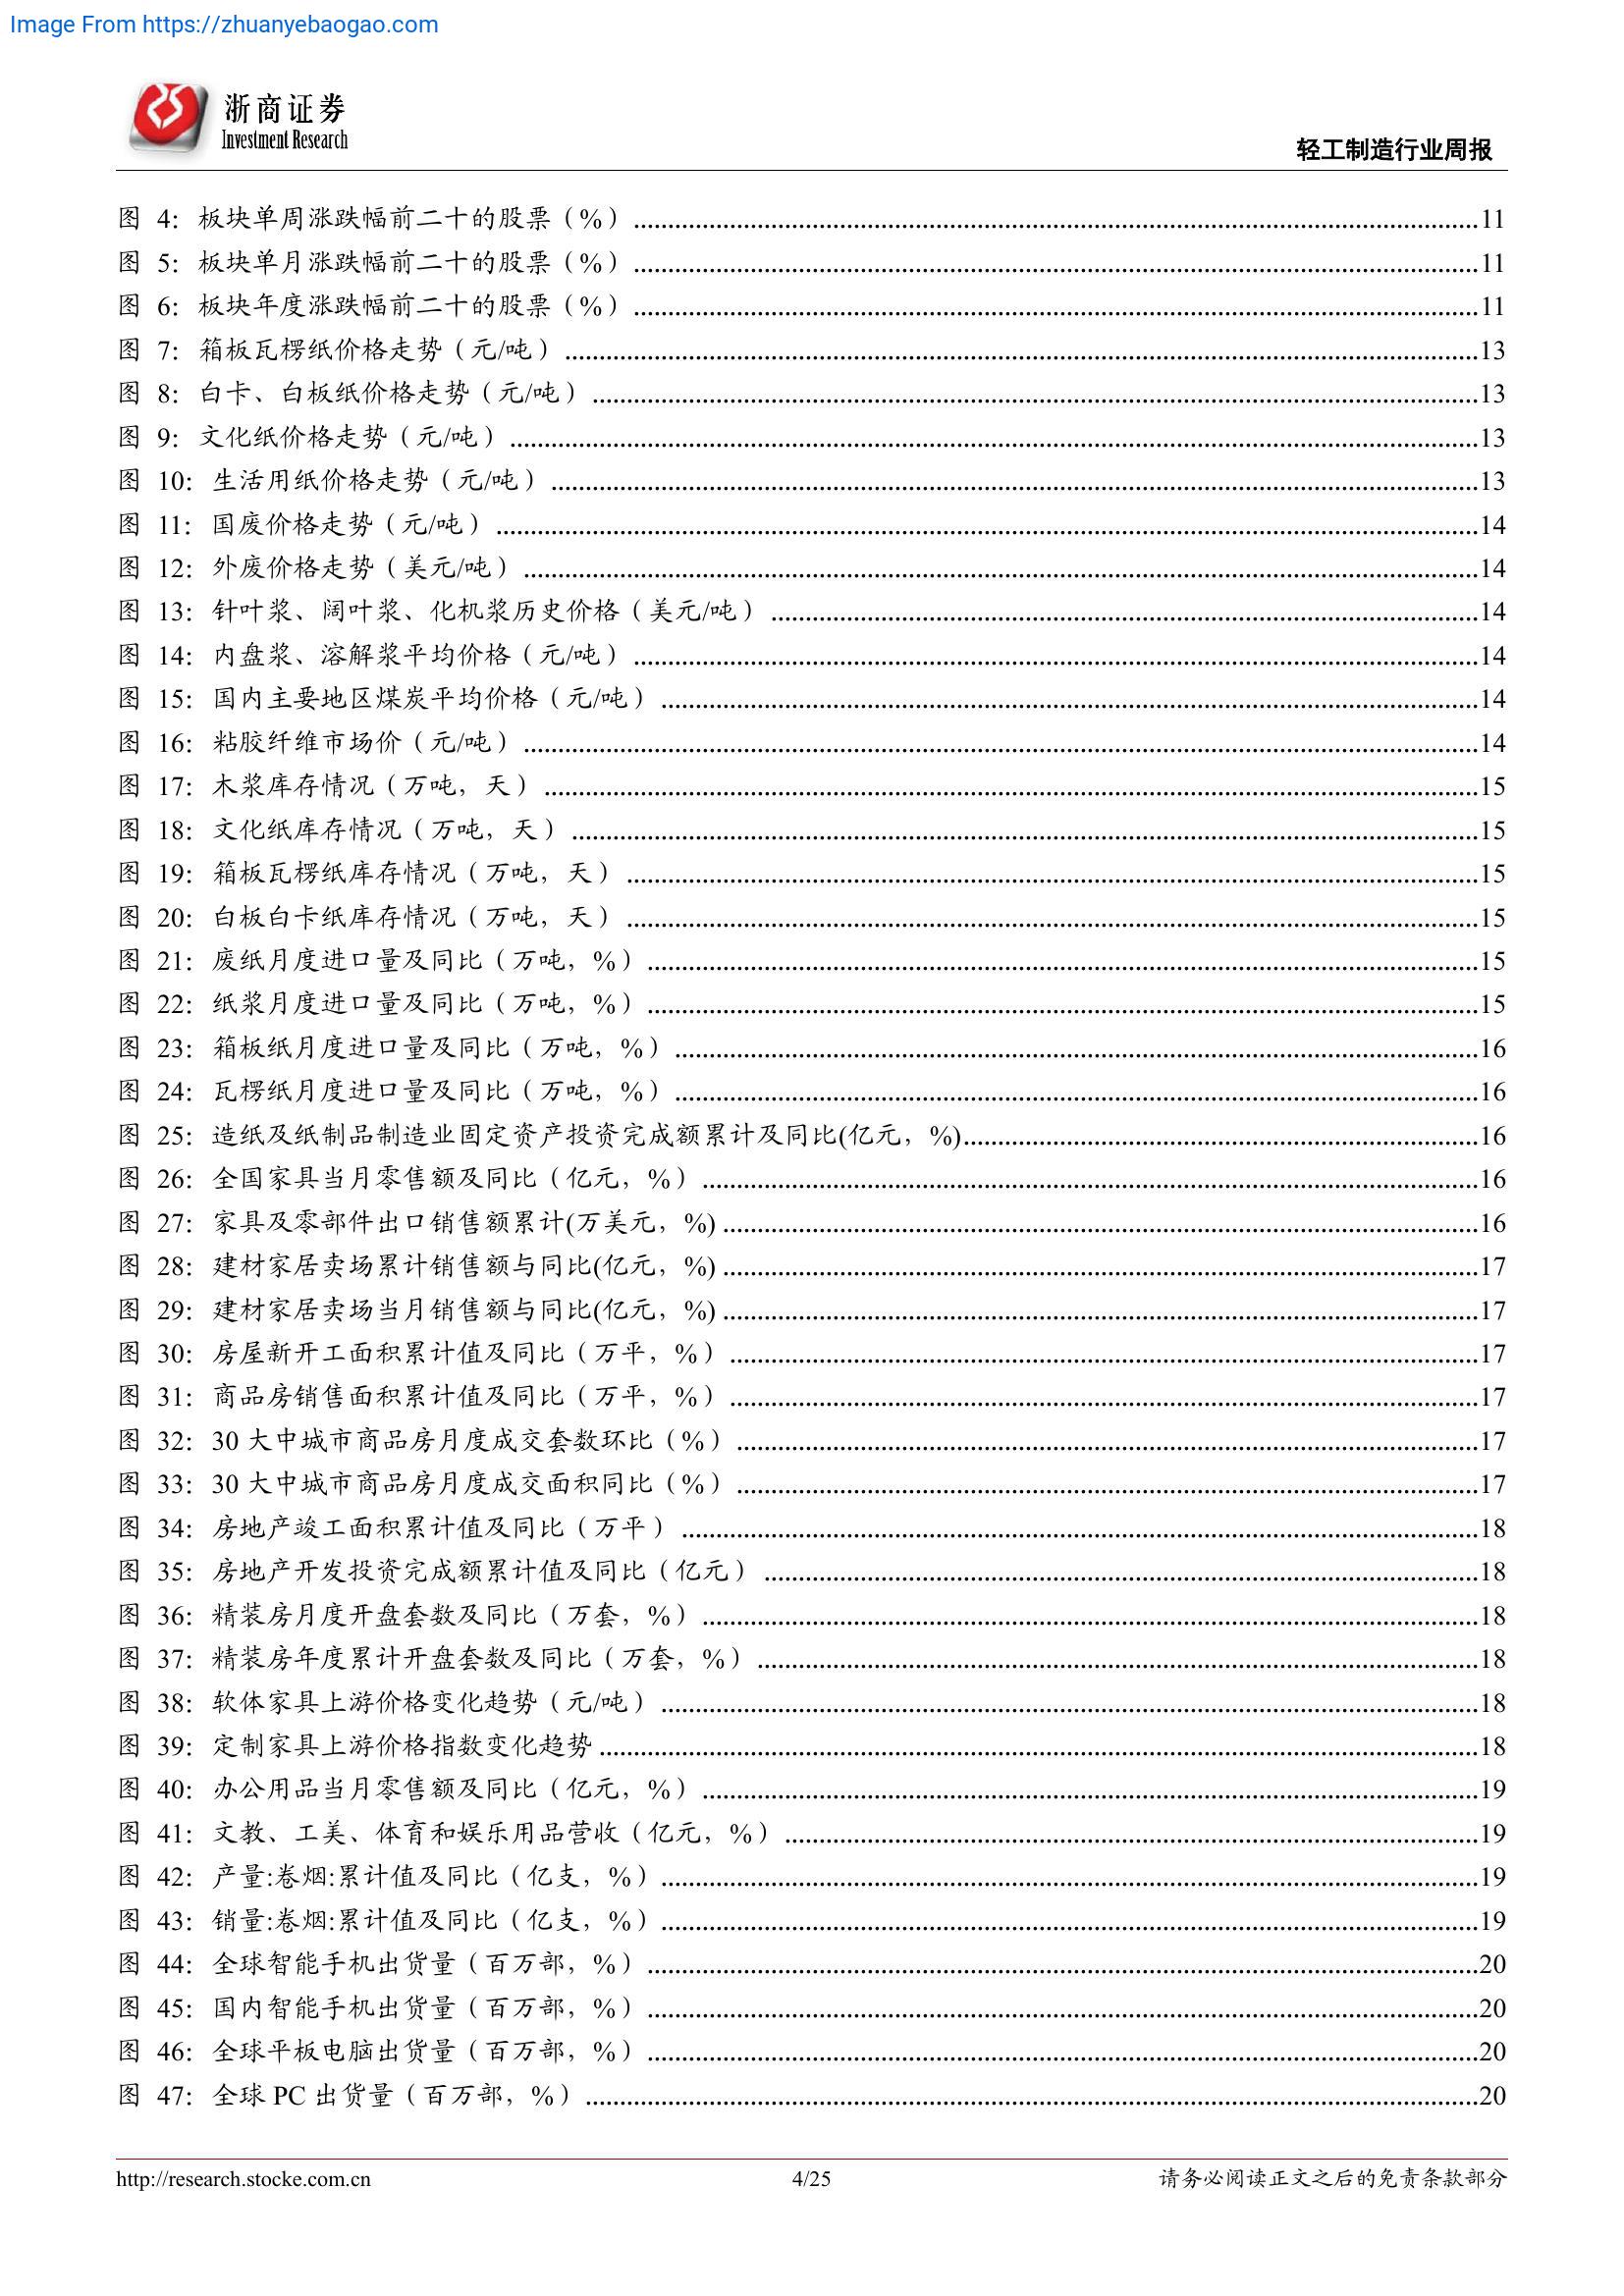 Image From https://zhuanyebaogao.com
浙商证券
Investment Research
轻工制造行业周报
图 4：板块单周涨跌幅前二十的股票（%）...11
图 5：板块单月涨跌幅前二十的股票（%）...11
图 6：板块年度涨跌幅前二十的股票（%）...11
图 7：箱板瓦楞纸价格走势（元/吨）...13
图 8：白卡、白板纸价格走势（元/吨）...13
图 9：文化纸价格走势（元/吨）...13
图 10：生活用纸价格走势（元/吨）...13
图 11：国废价格走势（元/吨）...14
图 12：外废价格走势（美元/吨）...14
图 13：针叶浆、阔叶浆、化机浆历史价格（美元/吨）...14
图 14：内盘浆、溶解浆平均价格（元/吨）...14
图 15：国内主要地区煤炭平均价格（元/吨）...14
图 16：粘胶纤维市场价（元/吨）...14
图 17：木浆库存情况（万吨，天）...15
图 18：文化纸库存情况（万吨，天）...15
图 19：箱板瓦楞纸库存情况（万吨，天）...15
图 20：白板白卡纸库存情况（万吨，天）...15
图 21：废纸月度进口量及同比（万吨，%）...15
图 22：纸浆月度进口量及同比（万吨，%）...15
图 23：箱板纸月度进口量及同比（万吨，%）...16
图 24：瓦楞纸月度进口量及同比（万吨，%）...16
图 25：造纸及纸制品制造业固定资产投资完成额累计及同比(亿元，%)...16
图 26：全国家具当月零售额及同比（亿元，%）...16
图 27：家具及零部件出口销售额累计(万美元，%)...16
图 28：建材家居卖场累计销售额与同比(亿元，%)...17
图 29：建材家居卖场当月销售额与同比(亿元，%)...17
图 30：房屋新开工面积累计值及同比（万平，%）...17
图 31：商品房销售面积累计值及同比（万平，%）...17
图 32：30 大中城市商品房月度成交套数环比（%）...17
图 33：30 大中城市商品房月度成交面积同比（%）...17
图 34：房地产竣工面积累计值及同比（万平）...18
图 35：房地产开发投资完成额累计值及同比（亿元）...18
图 36：精装房月度开盘套数及同比（万套，%）...18
图 37：精装房年度累计开盘套数及同比（万套，%）...18
图 38：软体家具上游价格变化趋势（元/吨）...18
图 39：定制家具上游价格指数变化趋势...18
图 40：办公用品当月零售额及同比（亿元，%）...19
图 41：文教、工美、体育和娱乐用品营收（亿元，%）...19
图 42：产量:卷烟:累计值及同比（亿支，%）...19
图 43：销量:卷烟:累计值及同比（亿支，%）...19
图 44：全球智能手机出货量（百万部，%）...20
图 45：国内智能手机出货量（百万部，%）...20
图 46：全球平板电脑出货量（百万部，%）...20
图 47：全球 PC 出货量（百万部，%）...20
http://research.stocke.com.cn
4/25
请务必阅读正文之后的免责条款部分